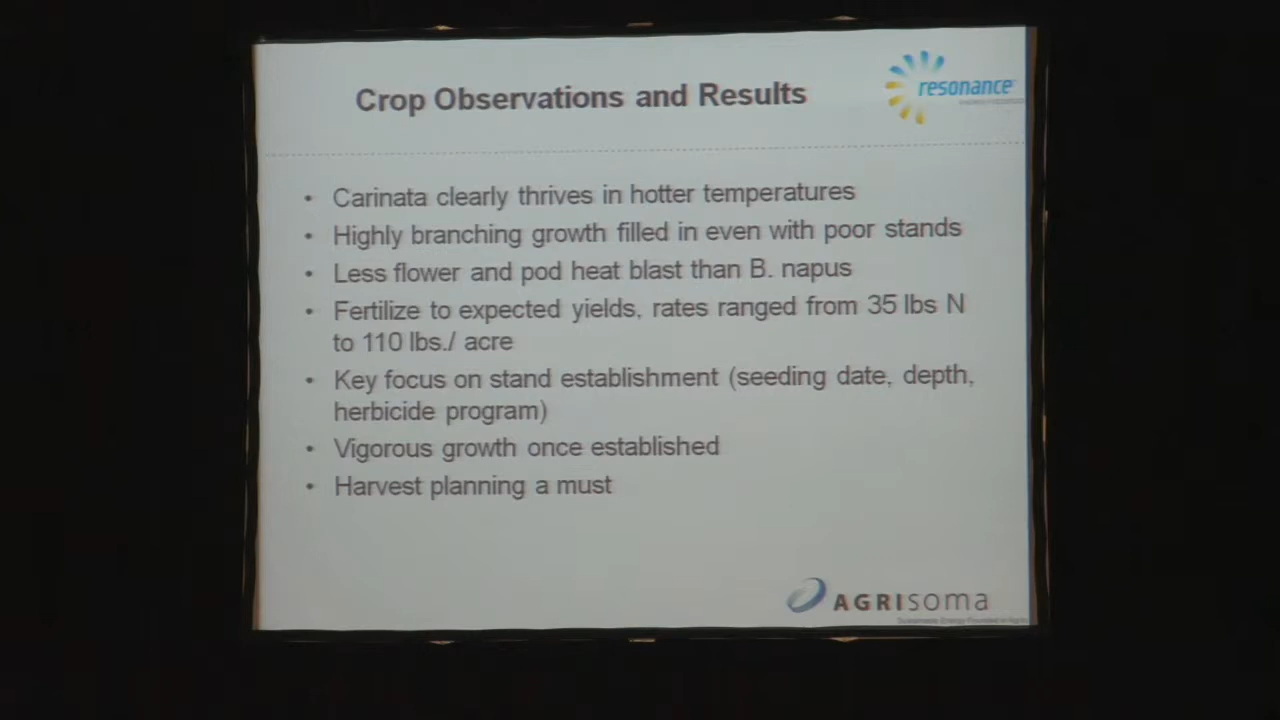 Crop Observations and Results
resonance
• Carinata clearly thrives in hotter temperatures
• Highly branching growth filled in even with poor stands
• Less flower and pod heat blast than B. napus
• Fertilize to expected yields, rates ranged from 35 lbs N
to 110 lbs./ acre
• Key focus on stand establishment (seeding date, depth,
herbicide program)
• Vigorous growth once established
• Harvest planning a must
AGRISOMA